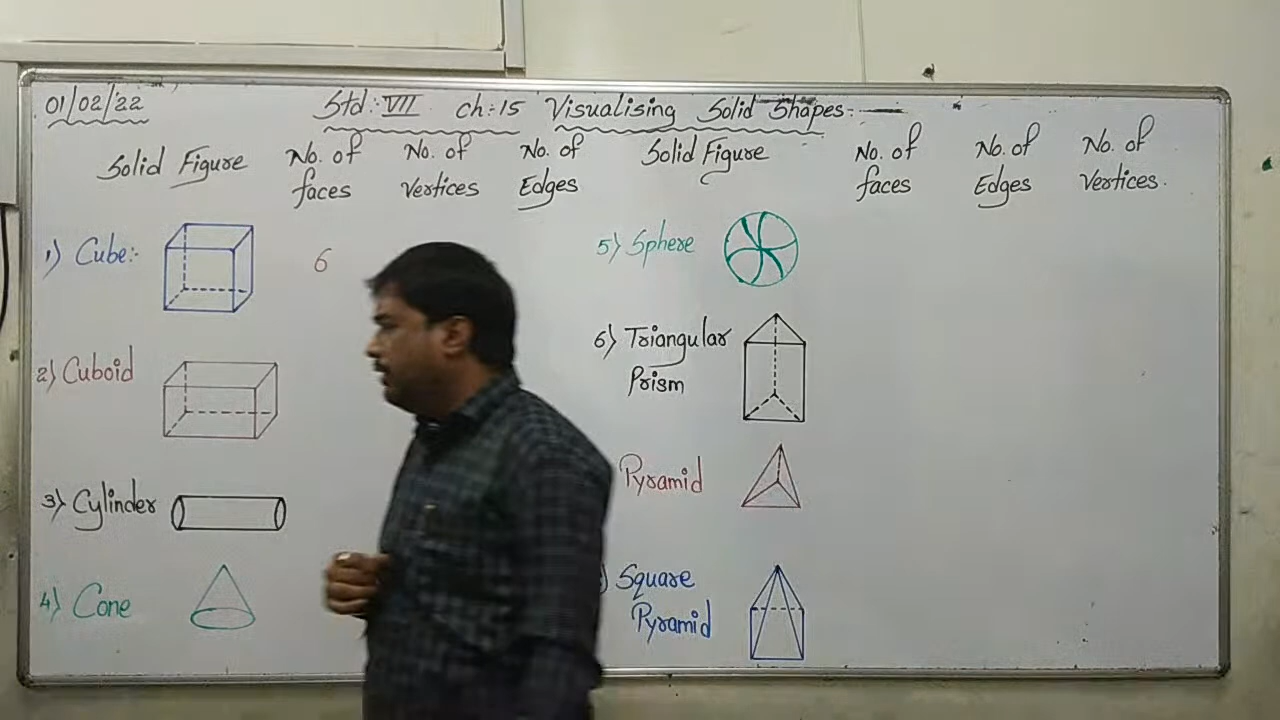 01/02/22
Std:- VII ch:-15 Visualising Solid Shapes:-
Solid Figure No. of faces No. of Vertices No. of Edges
Solid Figure No. of faces No. of Edges No. of Vertices.
1) Cube:- 6
2) Cuboid
3) Cylinder
4) Cone
5) Sphere
6) Triangular
Prism
Pyramid
) Square
Pyramid